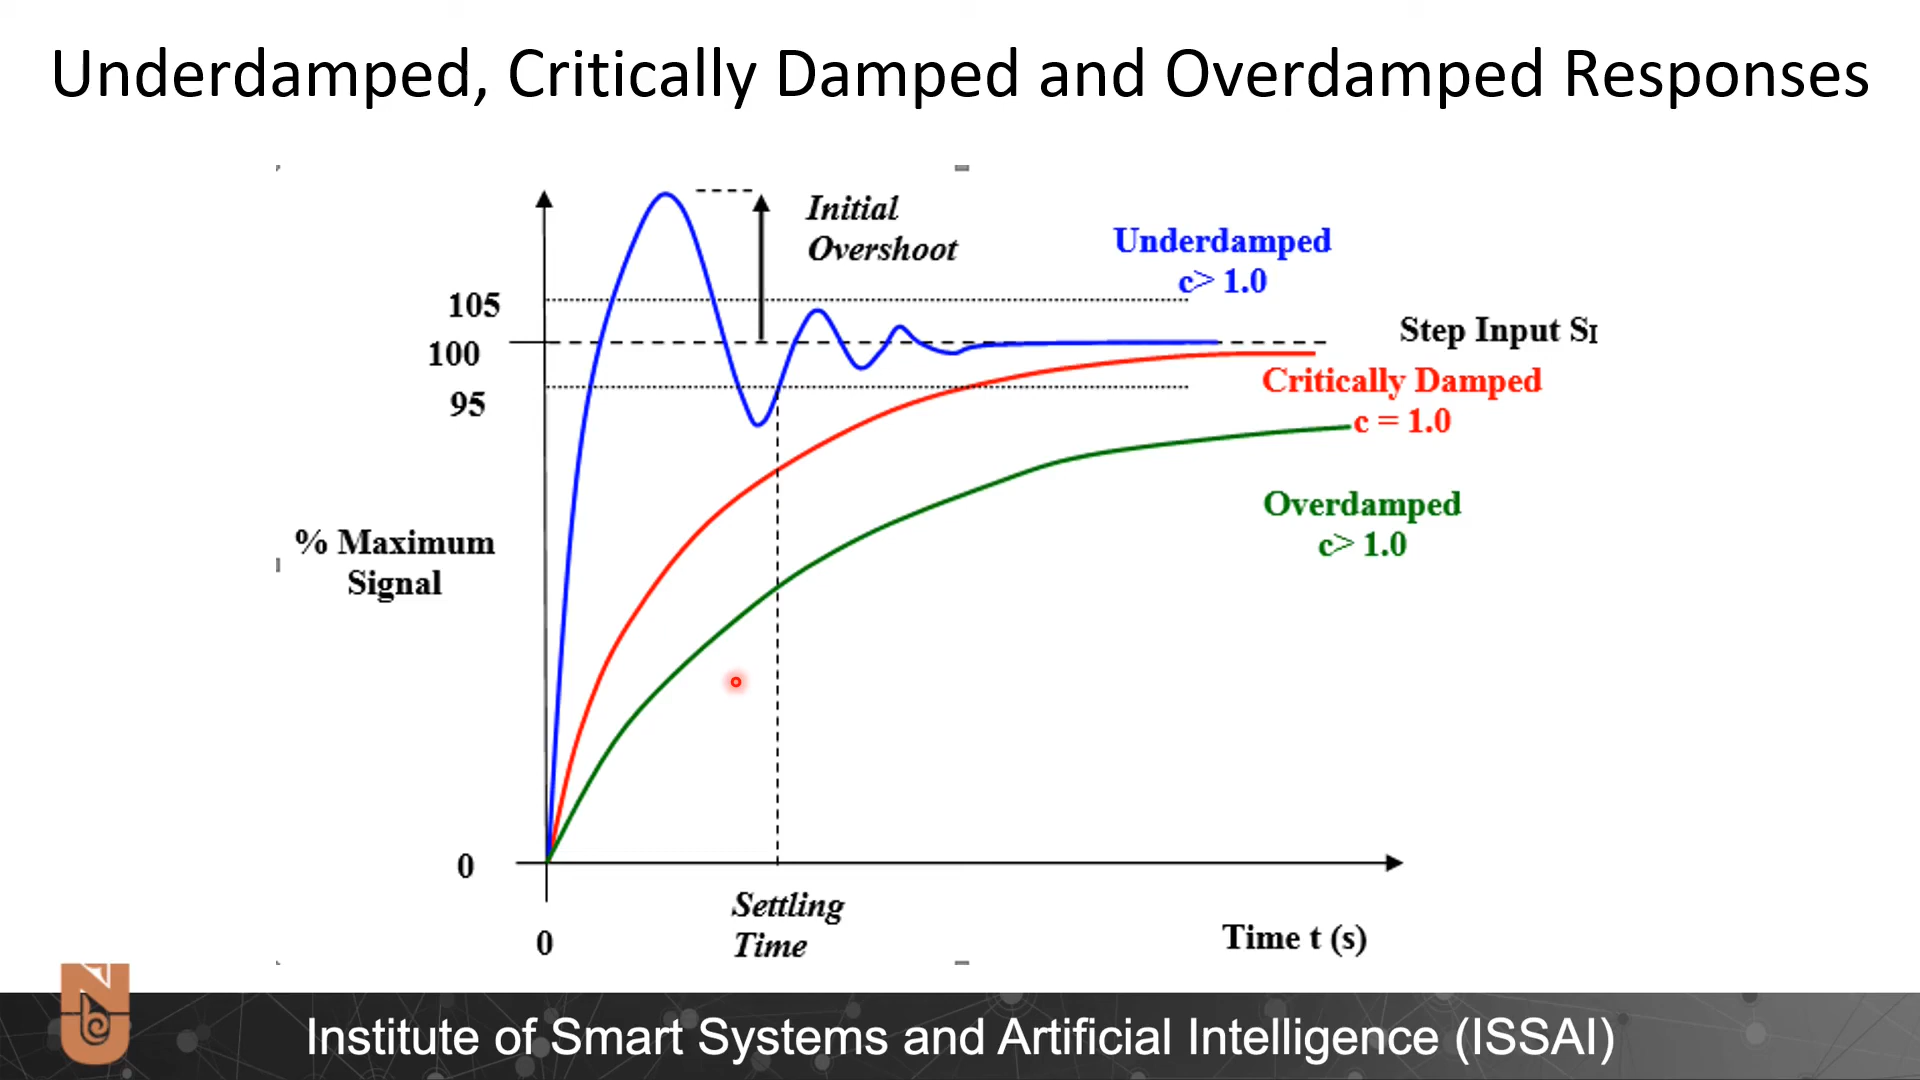 Underdamped, Critically Damped and Overdamped Responses
Initial
Overshoot
Underdamped
c> 1.0
105
Step Input SI
100
Critically Damped
95
c = 1.0
Overdamped
% Maximum
c> 1.0
Signal
0
Settling
Time
0
Time t (s)
Institute of Smart Systems and Artificial Intelligence (ISSAI)